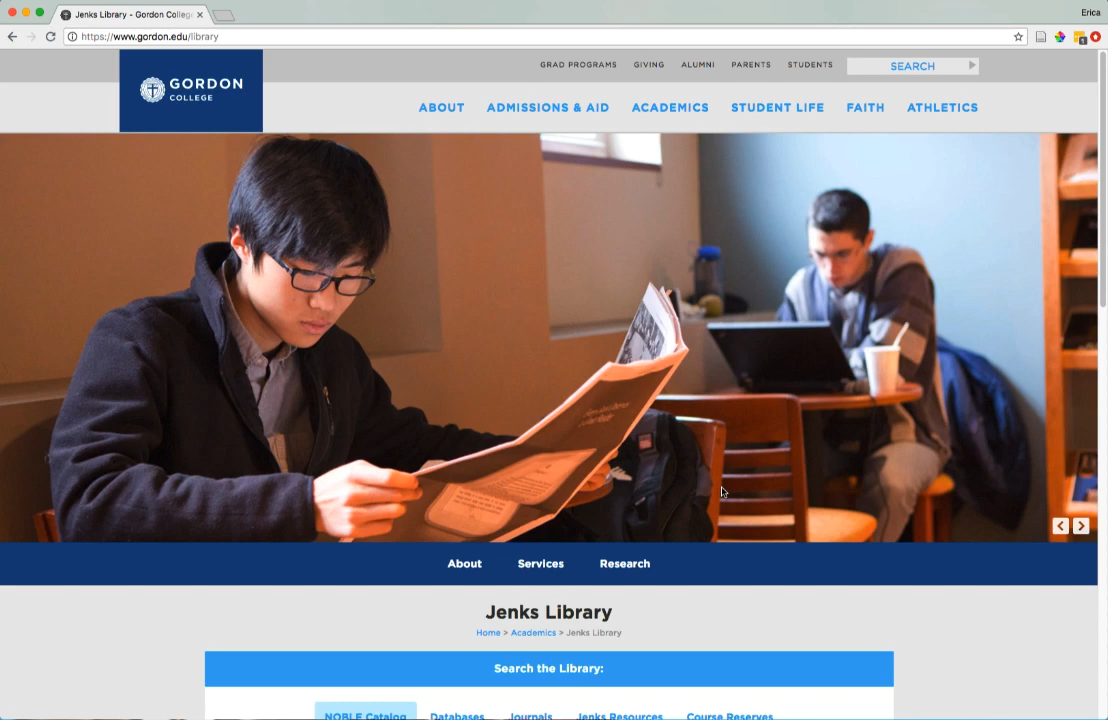 Jenks Library - Gordon College
Erica
https://www.gordon.edu/library
1
GRAD PROGRAMS GIVING ALUMNI PARENTS STUDENTS SEARCH
GORDON
COLLEGE
ABOUT ADMISSIONS & AID ACADEMICS STUDENT LIFE FAITH ATHLETICS
About Services Research
Jenks Library
Home > Academics > Jenks Library
Search the Library:
NOBLE Catalog Databases Journals Jenks Resources Course Reserves